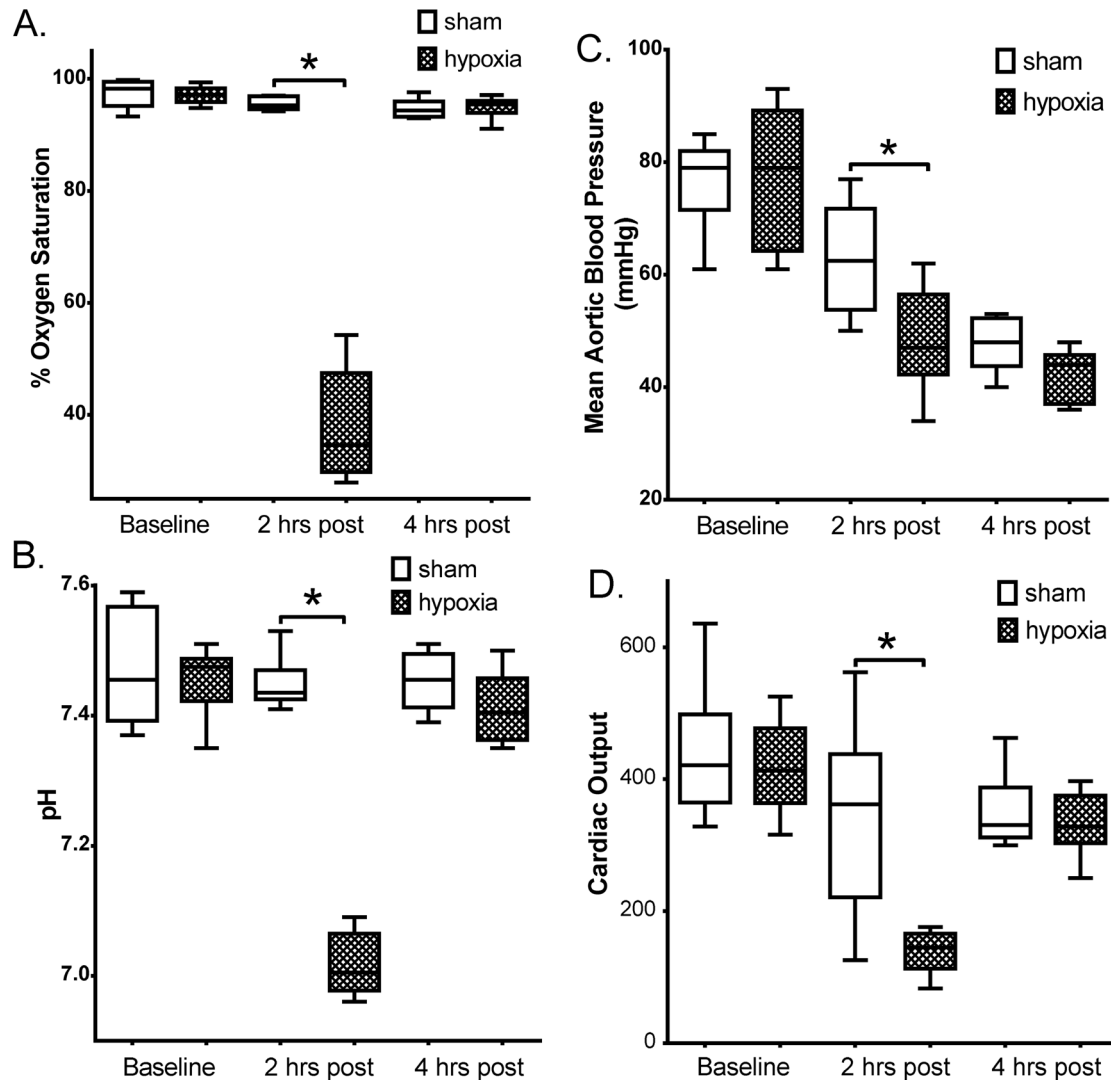 A.
sham
hypoxia
*
100
80
60
40
% Oxygen Saturation
Baseline 2 hrs post 4 hrs post
B.
sham
hypoxia
*
7.6
7.4
7.2
7.0
pH
Baseline 2 hrs post 4 hrs post
C.
sham
hypoxia
*
100
80
60
40
20
Mean Aortic Blood Pressure
(mmHg)
Baseline 2 hrs post 4 hrs post
D.
sham
hypoxia
*
600
400
200
0
Cardiac Output
Baseline 2 hrs post 4 hrs post